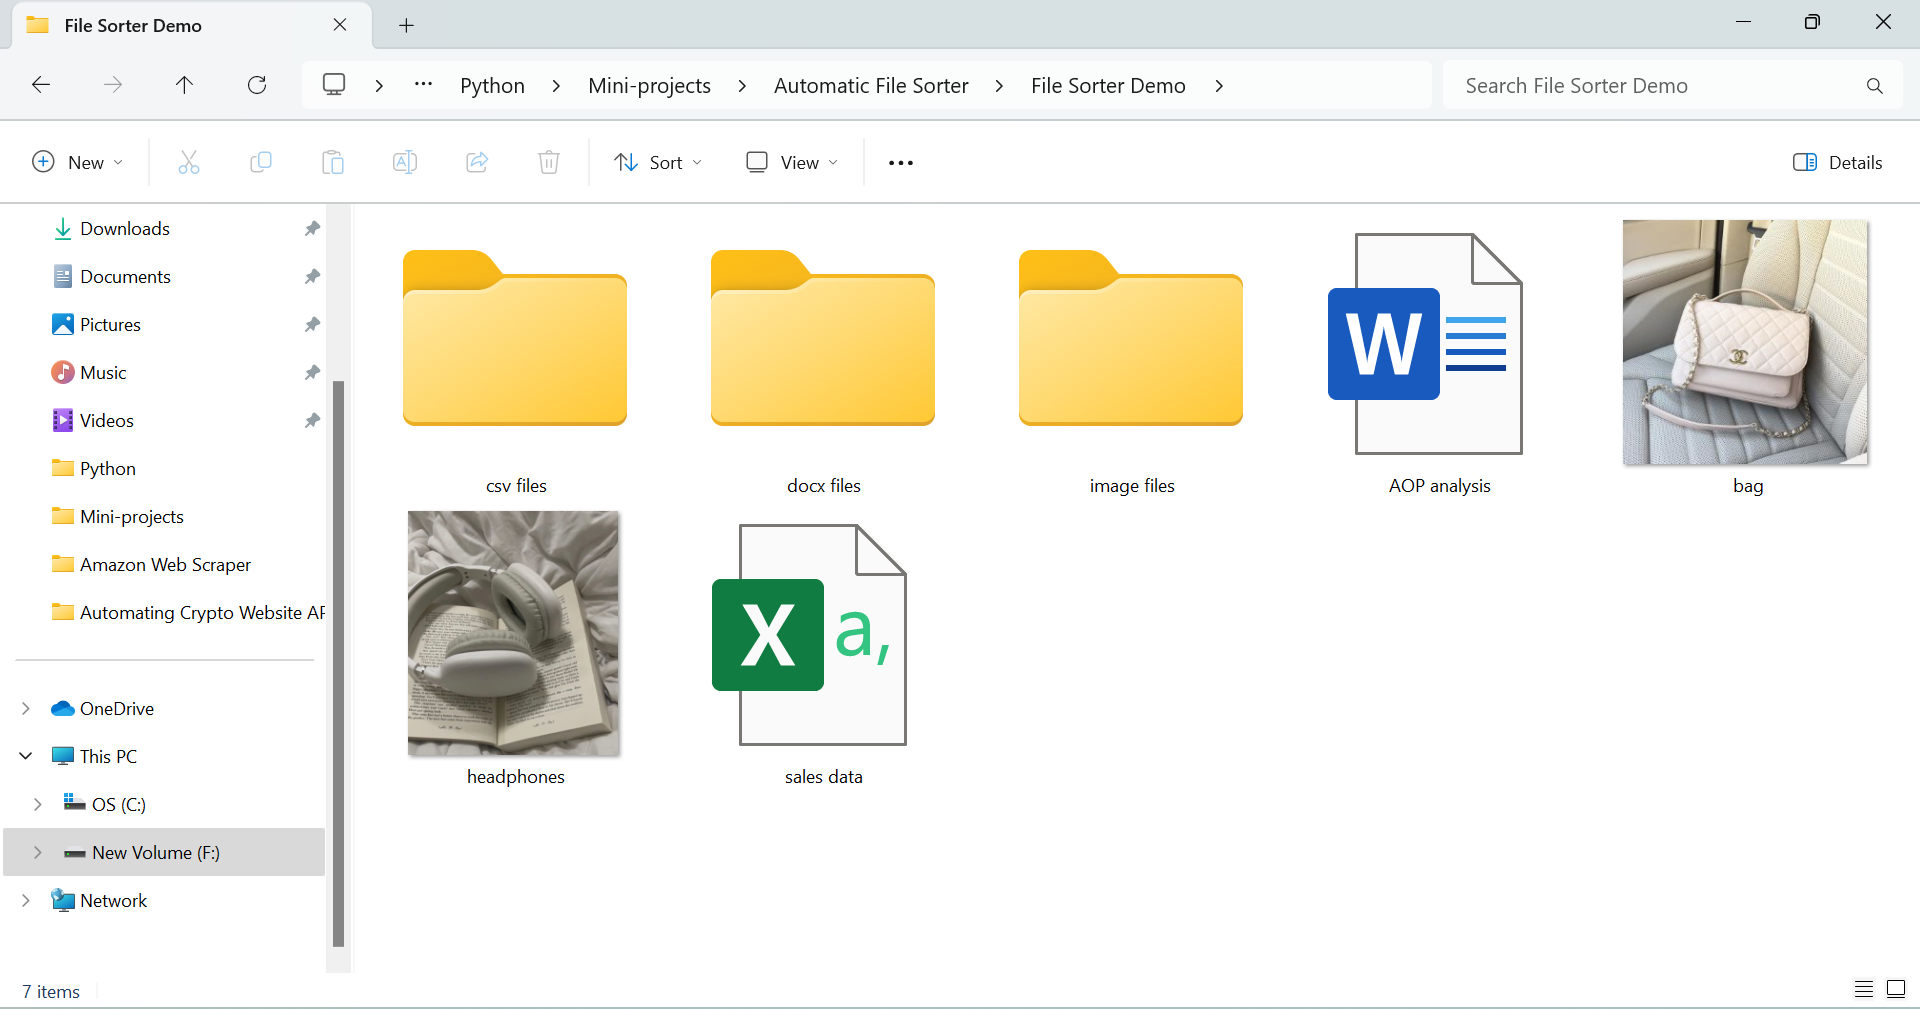 File Sorter Demo
Python
Mini-projects
Automatic File Sorter
File Sorter Demo
Search File Sorter Demo
New
Sort
View
Details
Downloads
Documents
Pictures
Music
Videos
Python
Mini-projects
Amazon Web Scraper
Automating Crypto Website AP
OneDrive
This PC
OS (C:)
New Volume (F:)
Network
csv files
docx files
image files
W
AOP analysis
bag
headphones
X a,
sales data
7 items